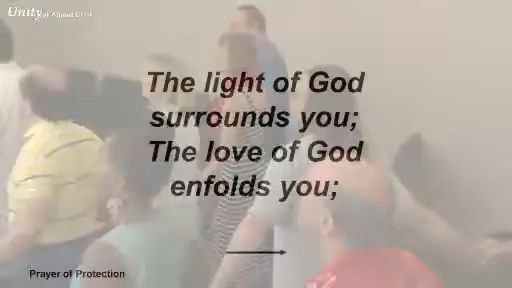 Unity
The light of God
surrounds you;
The love of God
enfolds you;
Prayer of Protection